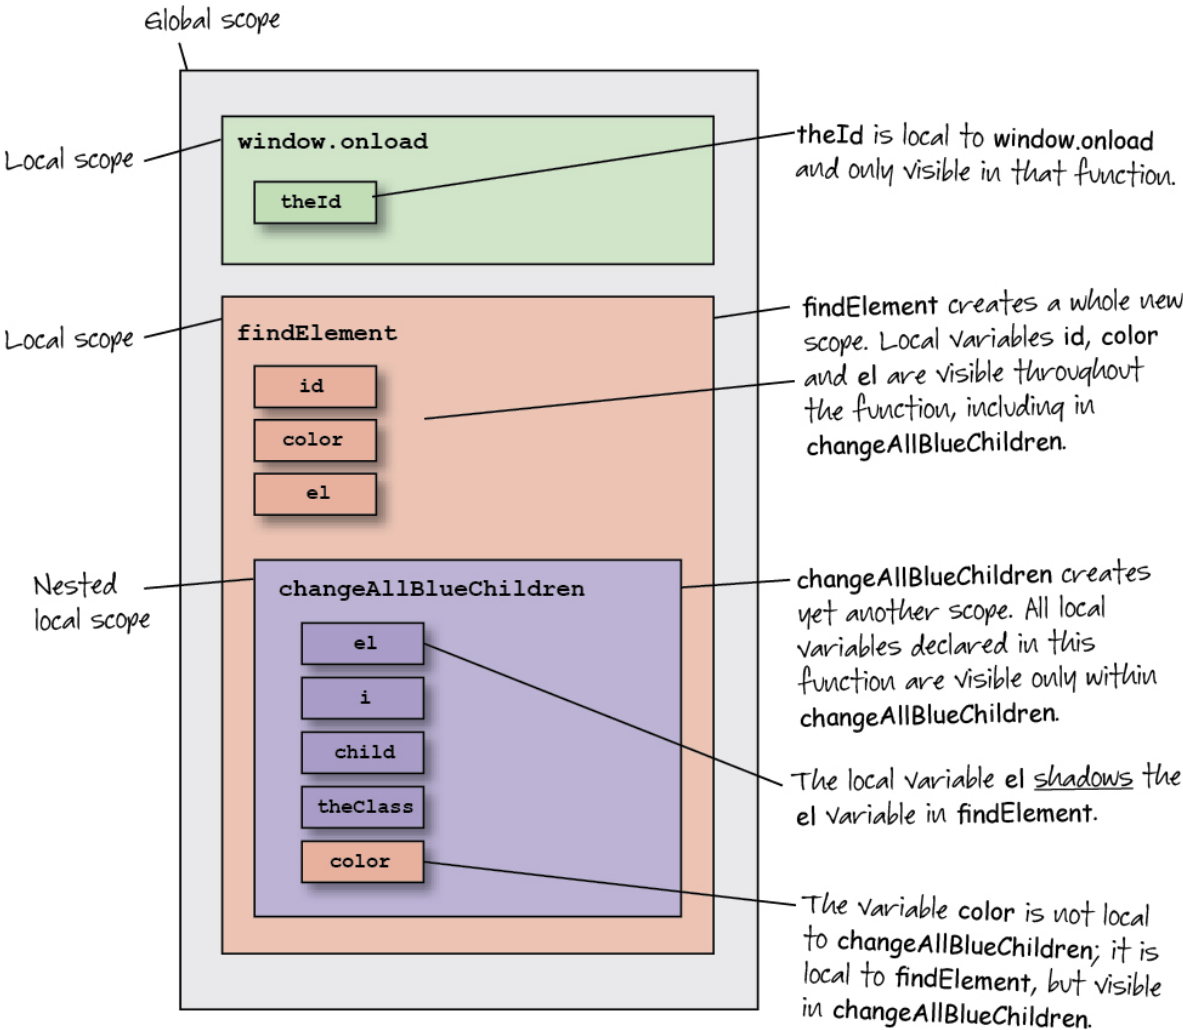 Global scope
Local scope
window.onload
theId
theId is local to window.onload
and only visible in that function.
Local scope
findElement
id
color
el
findElement creates a whole new
scope. Local variables id, color
and el are visible throughout
the function, including in
changeAllBlueChildren.
Nested
local scope
changeAllBlueChildren
el
i
child
theClass
color
changeAllBlueChildren creates
yet another scope. All local
variables declared in this
function are visible only within
changeAllBlueChildren.
The local variable el shadows the
el variable in findElement.
The variable color is not local
to changeAllBlueChildren; it is
local to findElement, but visible
in changeAllBlueChildren.